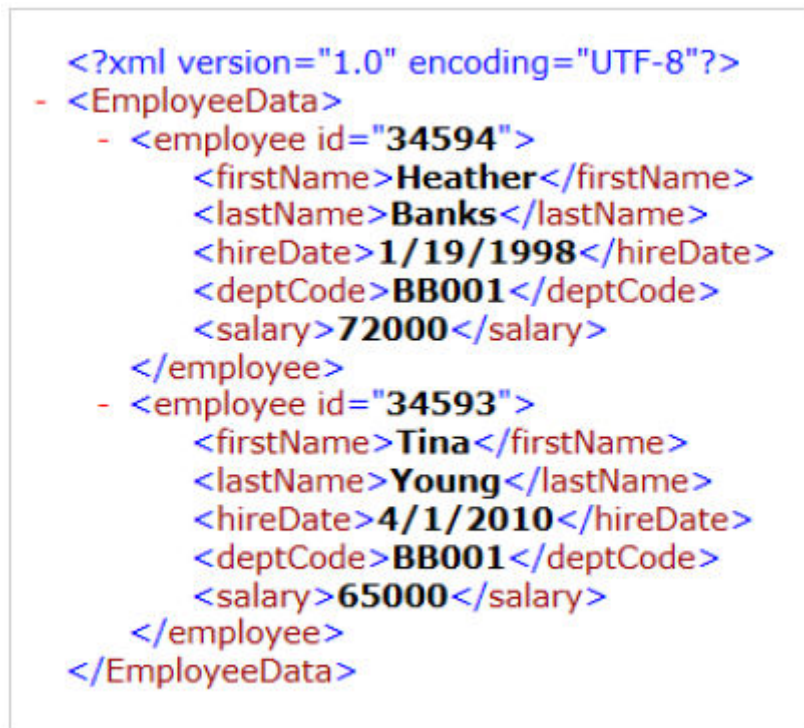 <?xml version="1.0" encoding="UTF-8"?>
- <EmployeeData>
- <employee id="34594">
<firstName>Heather</firstName>
<lastName>Banks</lastName>
<hireDate>1/19/1998</hireDate>
<deptCode>BB001</deptCode>
<salary>72000</salary>
</employee>
- <employee id="34593">
<firstName>Tina</firstName>
<lastName>Young</lastName>
<hireDate>4/1/2010</hireDate>
<deptCode>BB001</deptCode>
<salary>65000</salary>
</employee>
</EmployeeData>